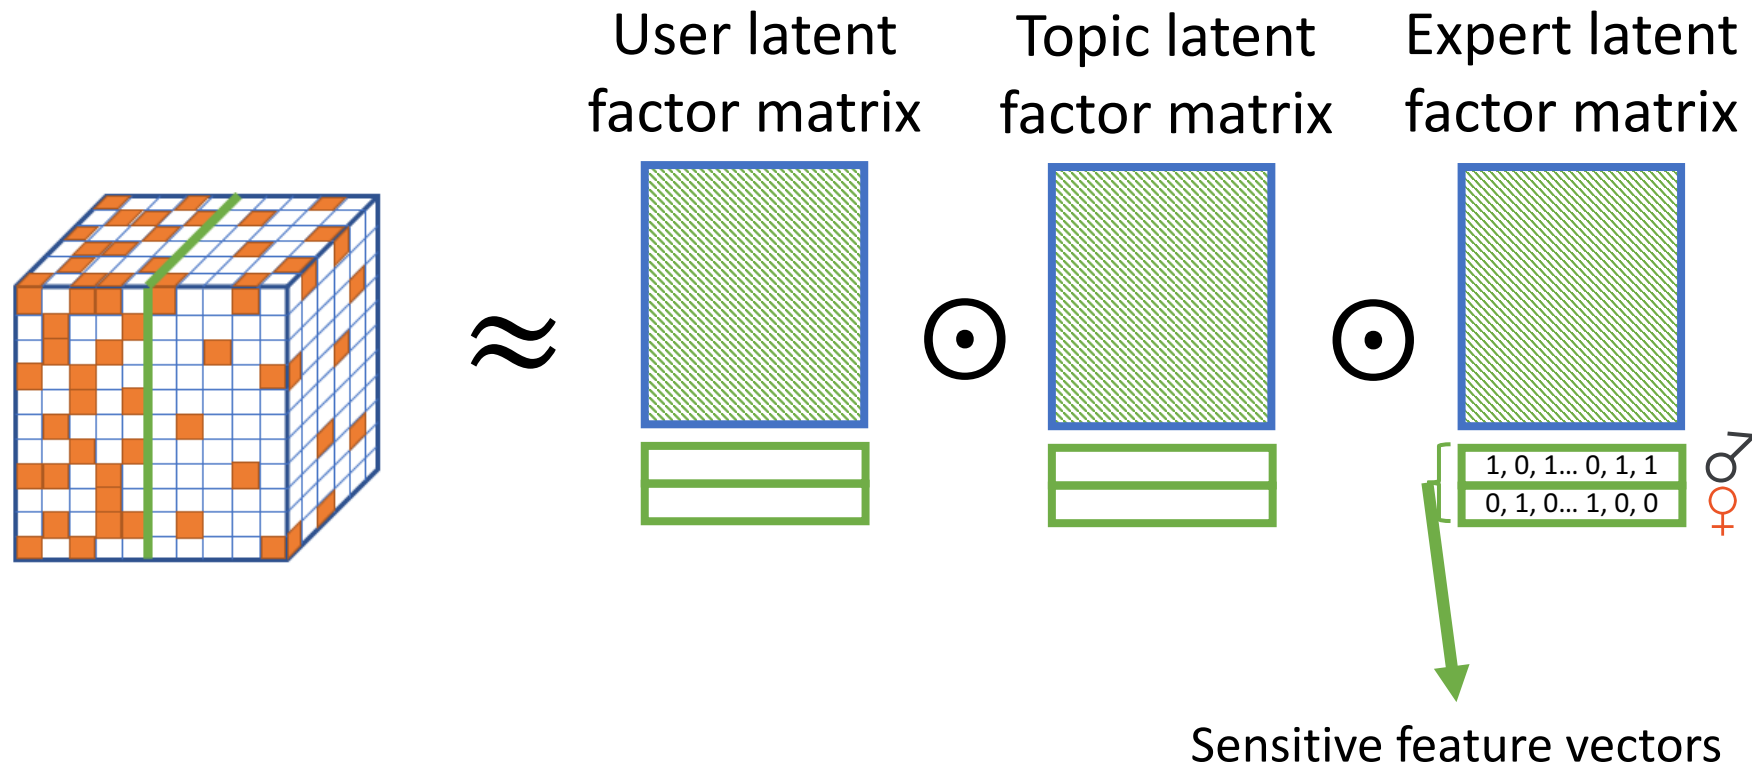 User latent
factor matrix
Topic latent
factor matrix
Expert latent
factor matrix
≈
⊙
⊙
1, 0, 1... 0, 1, 1
♂
0, 1, 0... 1, 0, 0
♀
Sensitive feature vectors